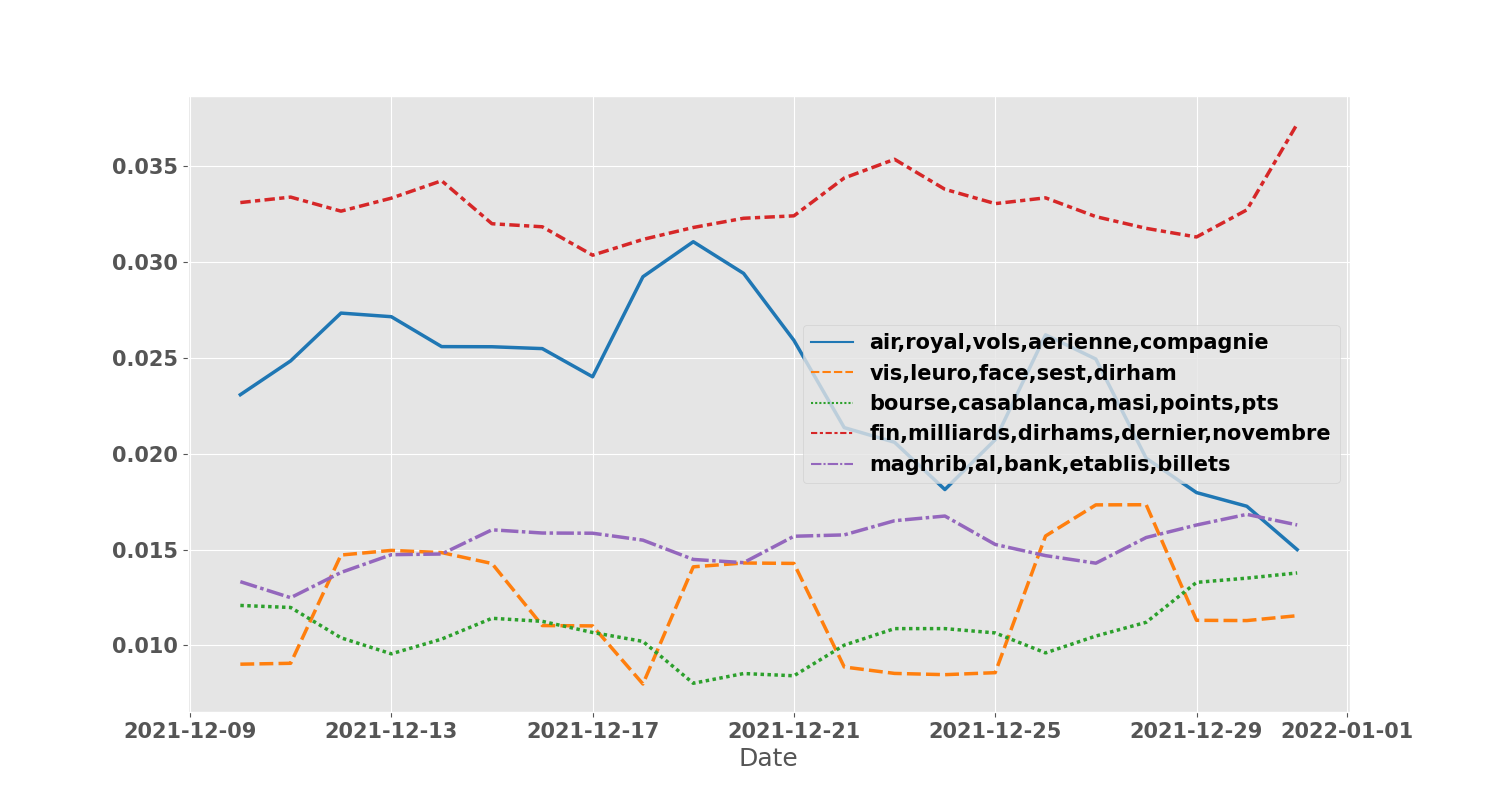 0.035
0.030
0.025
0.020
0.015
0.010
air,royal,vols,aerienne,compagnie
vis,leuro,face,sest,dirham
bourse,casablanca,masi,points,pts
fin,milliards,dirhams,dernier,novembre
maghrib,al,bank,etablis,billets
2021-12-09 2021-12-13 2021-12-17 2021-12-21 2021-12-25 2021-12-29 2022-01-01
Date